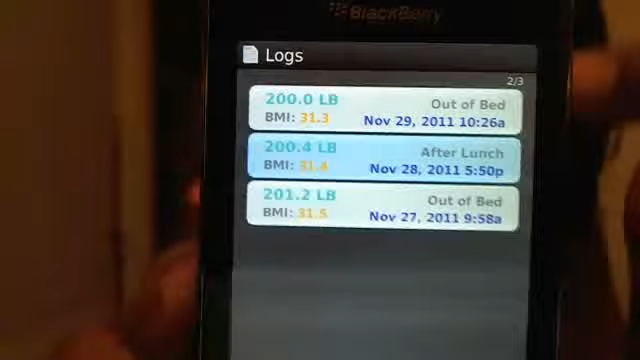 BlackBerry
Logs
2/3
200.0 LB
Out of Bed
BMI: 31.3
Nov 29, 2011 10:26a
200.4 LB
After Lunch
BMI: 31.4
Nov 28, 2011 5:50p
201.2 LB
Out of Bed
BMI: 31.5
Nov 27, 2011 9:58a